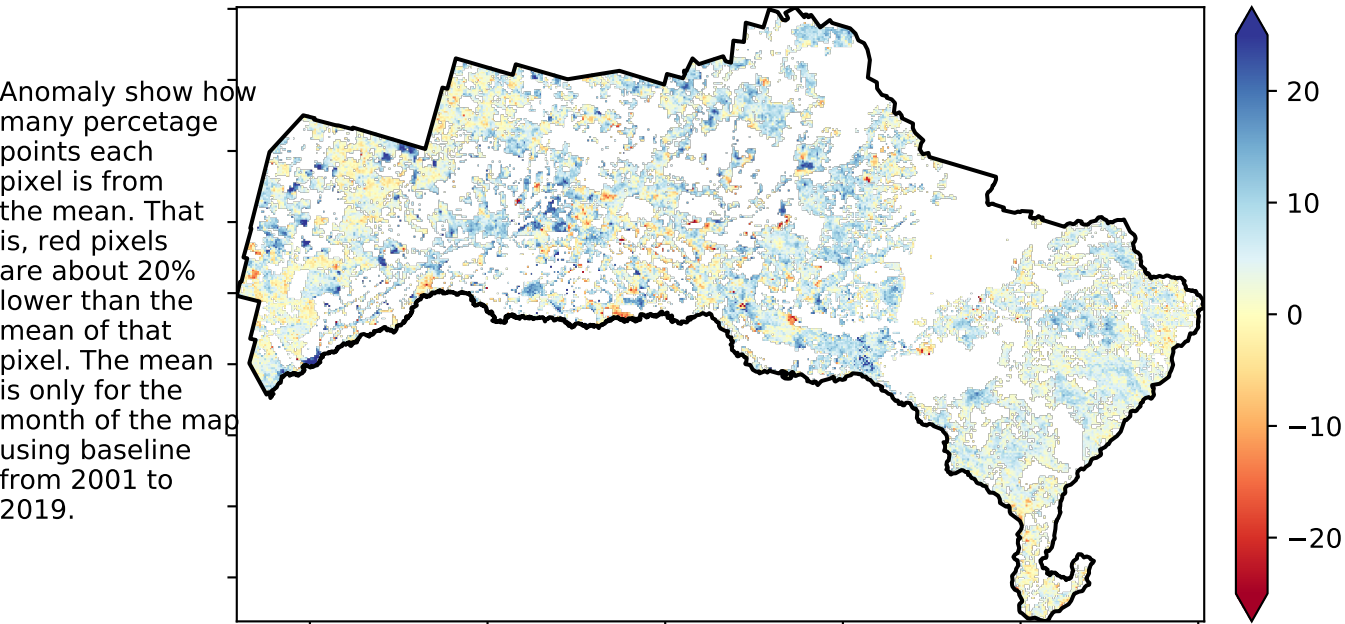 Anomaly show how
many percetage
points each
pixel is from
the mean. That
is, red pixels
are about 20%
lower than the
mean of that
pixel. The mean
is only for the
month of the map
using baseline
from 2001 to
2019.
20
10
0
−10
−20